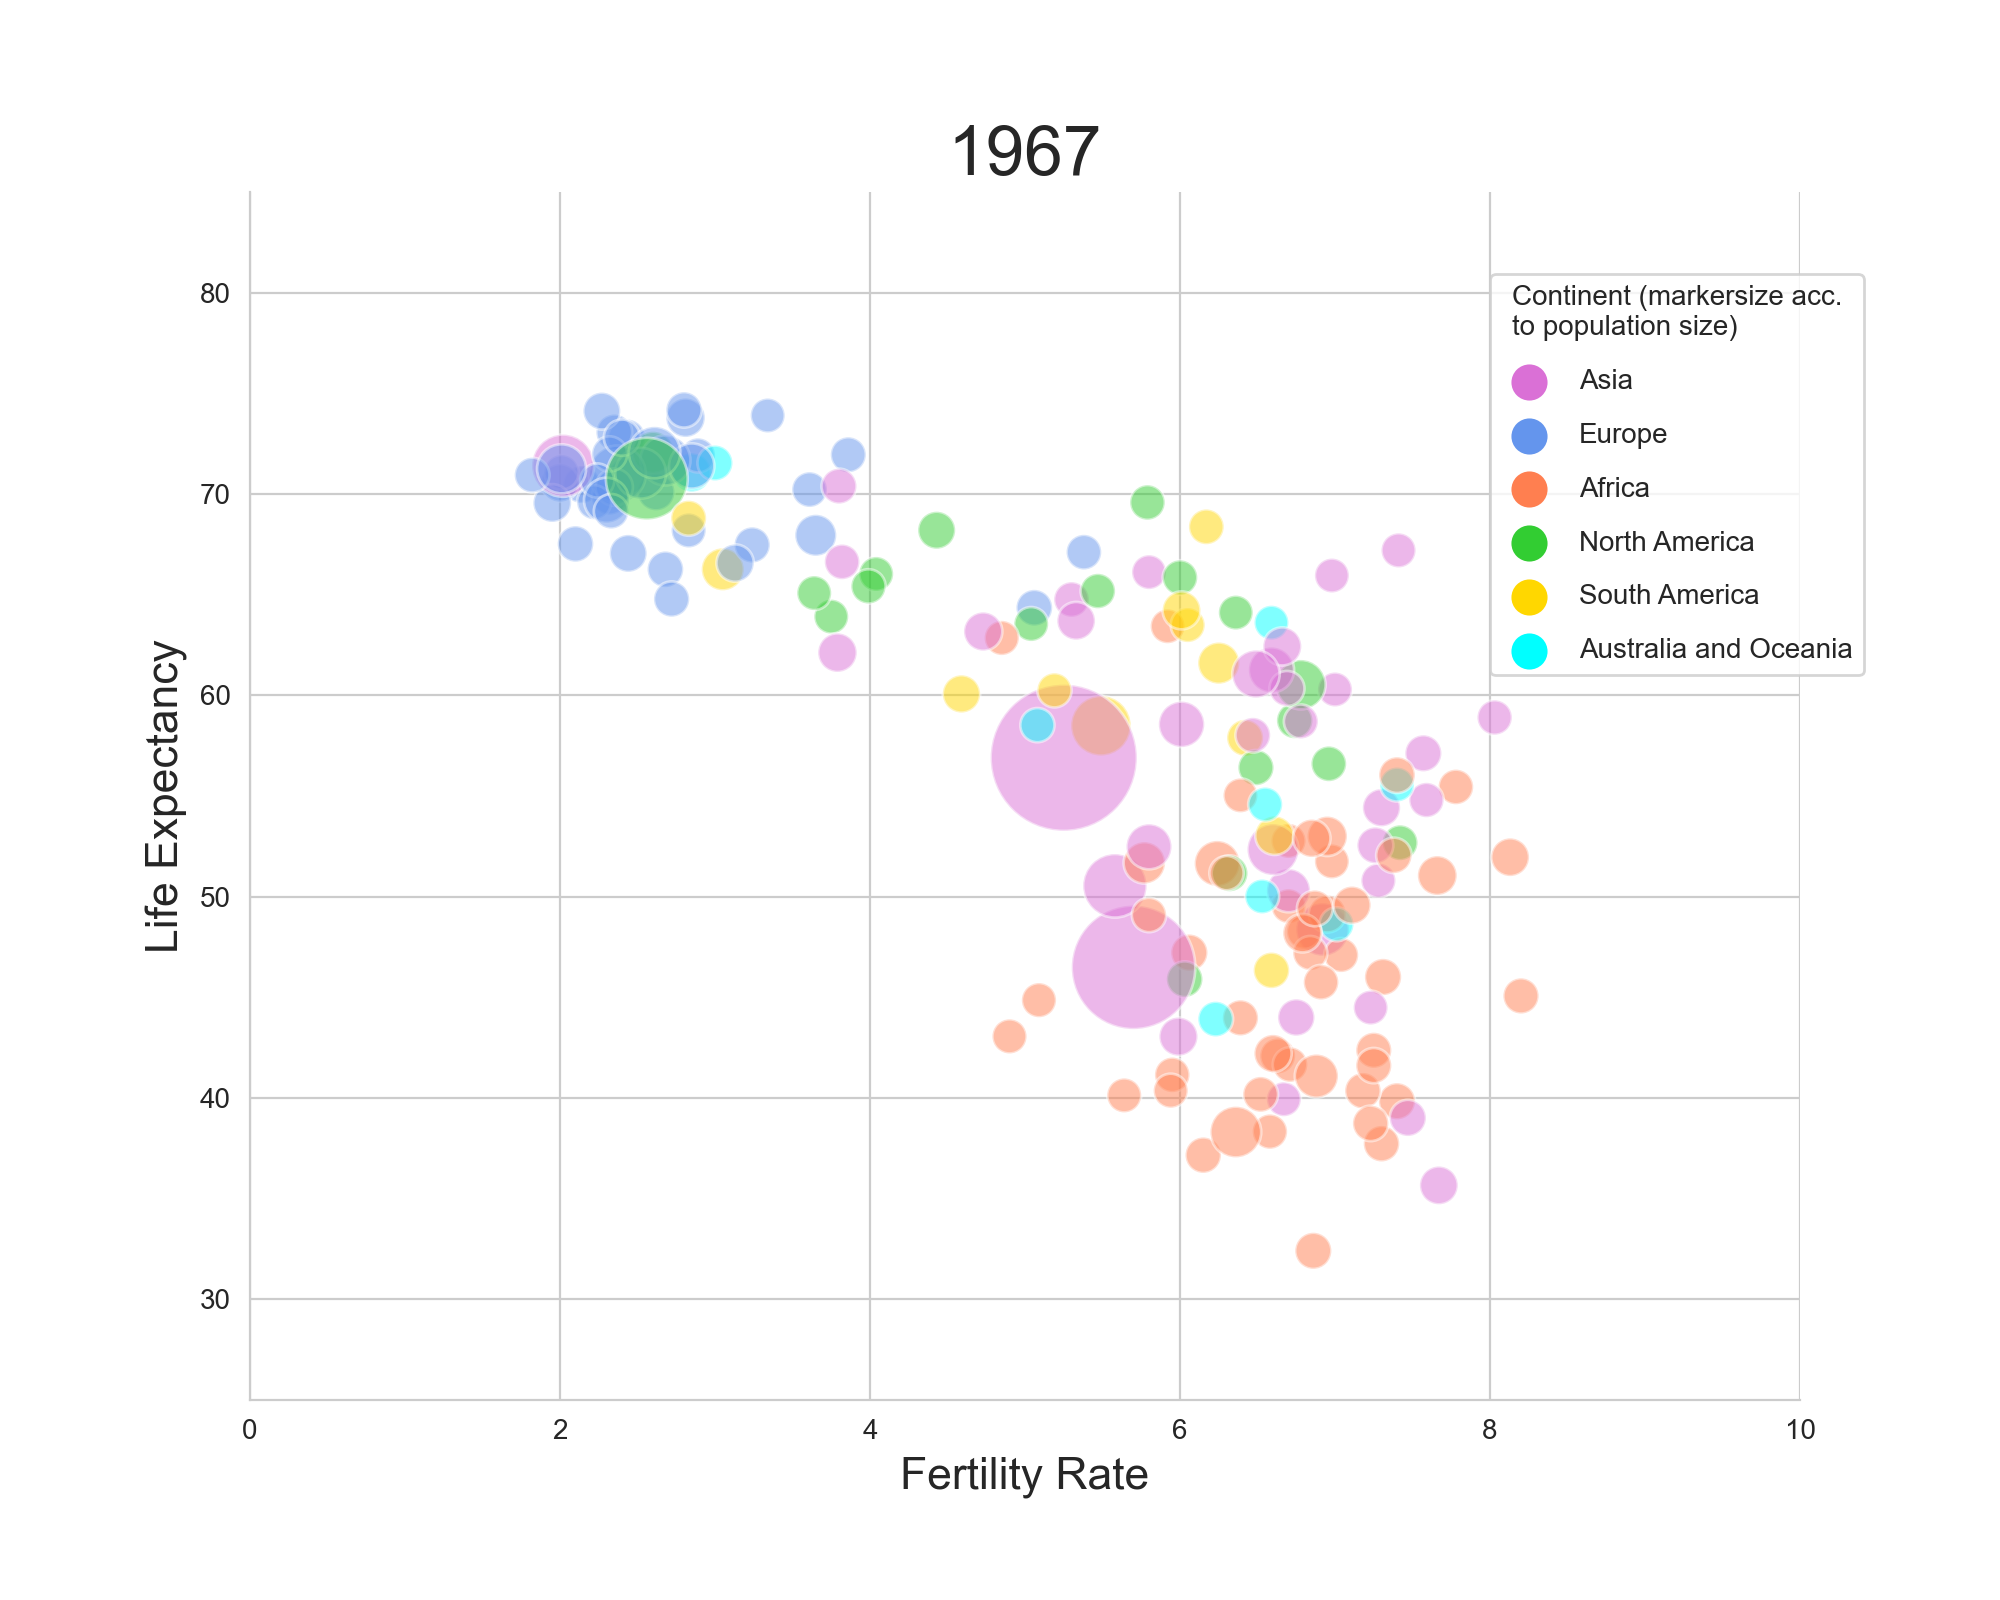 1967
80
70
60
50
40
30
Life Expectancy
0 2 4 6 8 10
Fertility Rate
Continent (markersize acc.
to population size)
Asia
Europe
Africa
North America
South America
Australia and Oceania